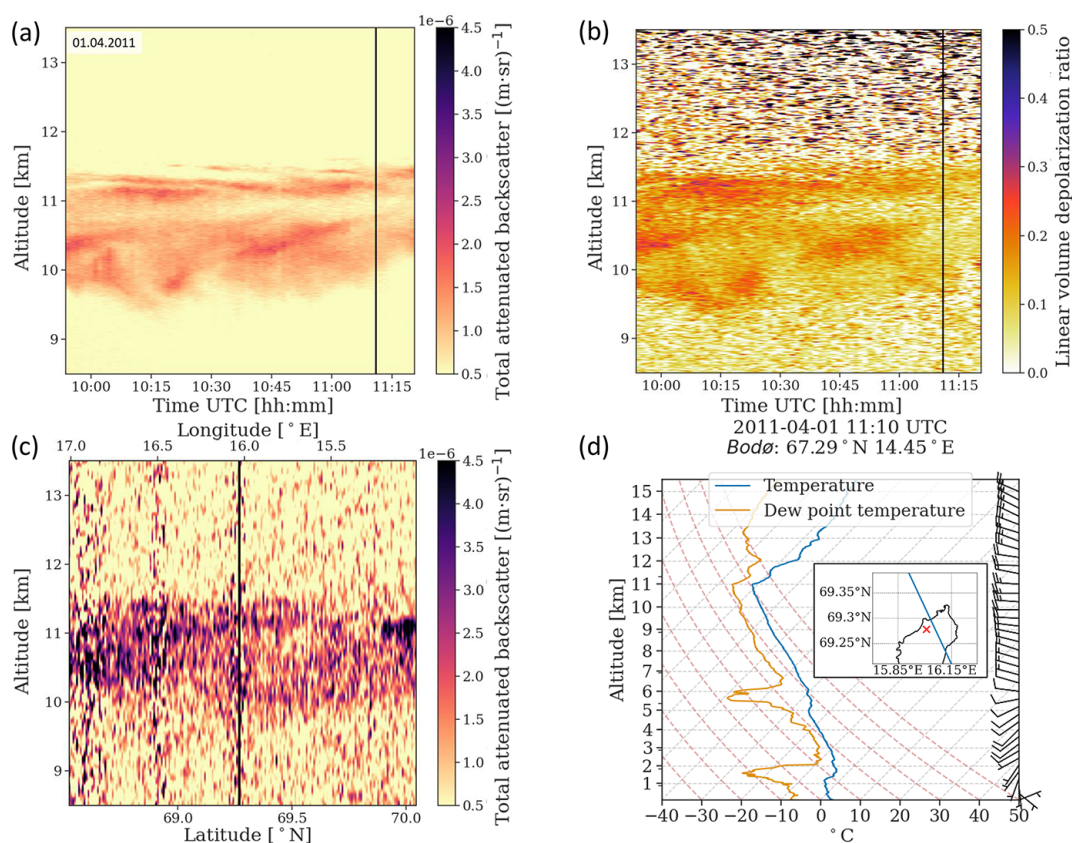 (a)
01.04.2011
1e−6
13
12
11
10
9
Altitude [km]
10:00 10:15 10:30 10:45 11:00 11:15
Time UTC [hh:mm]
4.5
4.0
3.5
3.0
2.5
2.0
1.5
1.0
0.5
Total attenuated backscatter [(m·sr)⁻¹]
(b)
13
12
11
10
9
Altitude [km]
10:00 10:15 10:30 10:45 11:00 11:15
Time UTC [hh:mm]
0.5
0.4
0.3
0.2
0.1
0.0
Linear volume depolarization ratio
(c)
Longitude [°E]
17.0 16.5 16.0 15.5
1e−6
13
12
11
10
9
Altitude [km]
69.0 69.5 70.0
Latitude [°N]
4.5
4.0
3.5
3.0
2.5
2.0
1.5
1.0
0.5
Total attenuated backscatter [(m·sr)⁻¹]
(d)
2011-04-01 11:10 UTC
Bodø: 67.29°N 14.45°E
Temperature
Dew point temperature
15
14
13
12
11
10
9
8
7
6
5
4
3
2
1
Altitude [km]
69.35°N
69.3°N
69.25°N
15.85°E 16.15°E
−40 −30 −20 −10 0 10 20 30 40 50
°C